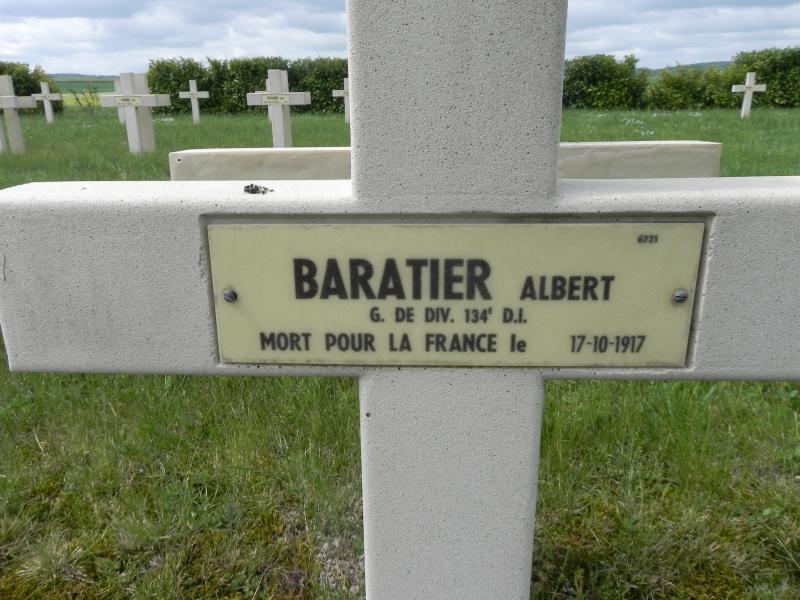 6721
BARATIER ALBERT
G. DE DIV. 134ᵉ D.I.
MORT POUR LA FRANCE le 17-10-1917